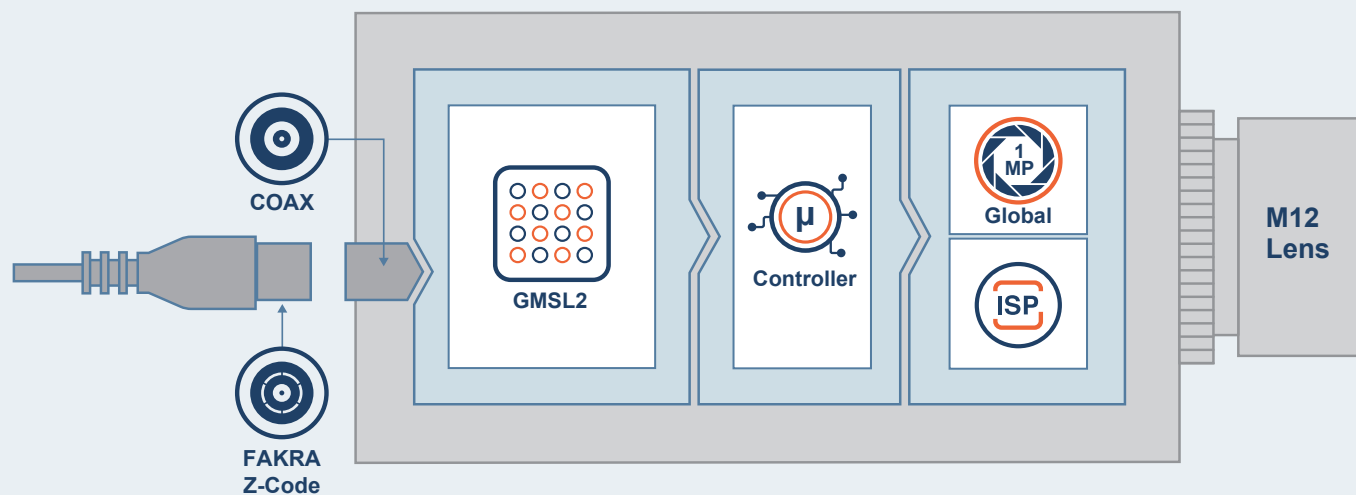 COAX
FAKRA
Z-Code
GMSL2
µ
Controller
1
MP
Global
ISP
M12
Lens